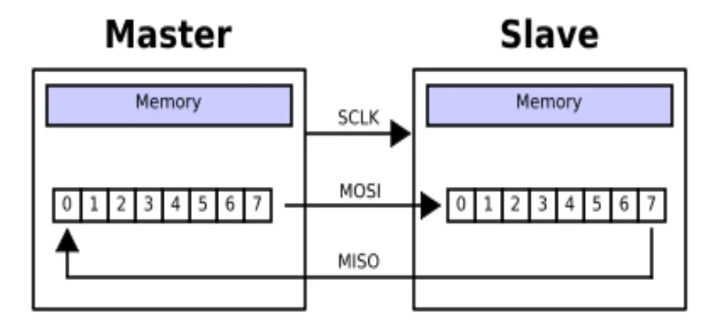 Master Slave
Memory Memory
SCLK
MOSI
0 1 2 3 4 5 6 7 0 1 2 3 4 5 6 7
MISO